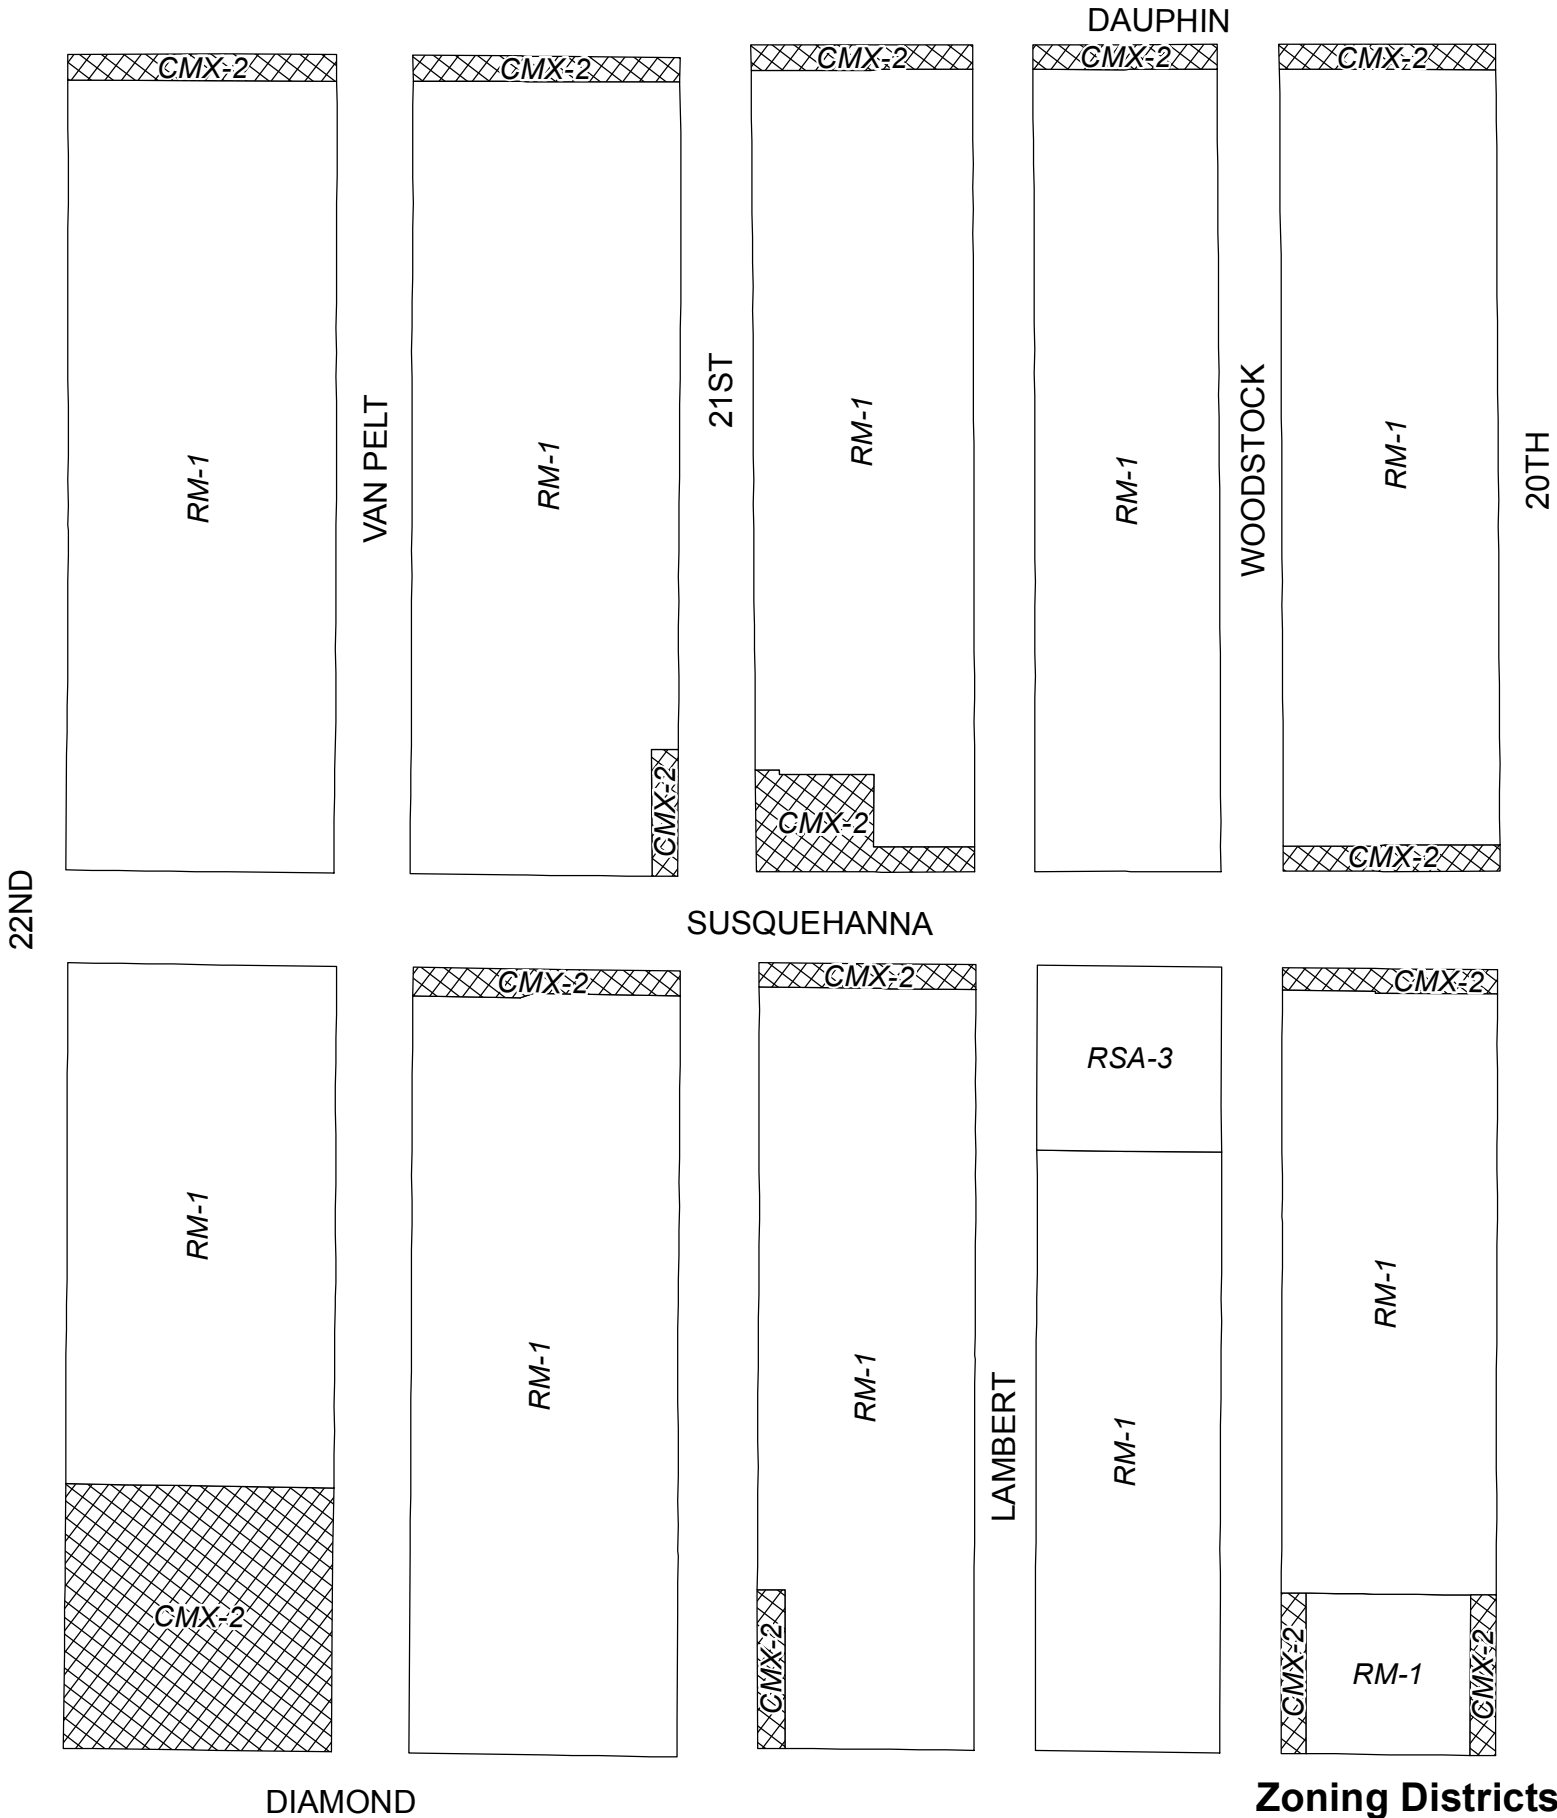 DAUPHIN
CMX-2
CMX-2
CMX-2
CMX-2
CMX-2
RM-1
VAN PELT
RM-1
21ST
RM-1
RM-1
WOODSTOCK
RM-1
20TH
CMX-2
CMX-2
CMX-2
22ND
SUSQUEHANNA
CMX-2
CMX-2
CMX-2
RSA-3
RM-1
RM-1
RM-1
LAMBERT
RM-1
RM-1
CMX-2
CMX-2
CMX-2
RM-1
CMX-2
DIAMOND
Zoning Districts